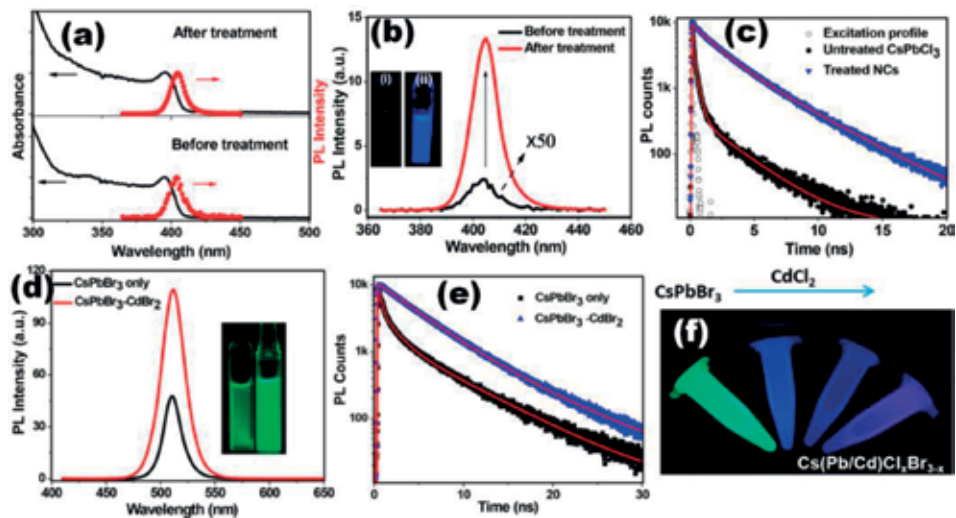 (a)
After treatment
Before treatment
Absorbance
PL Intensity
300 350 400 450 500
Wavelength (nm)
(b)
Before treatment
After treatment
(i)
(ii)
X50
PL Intensity (a.u.)
15
10
5
0
360 380 400 420 440 460
Wavelength (nm)
(c)
Excitation profile
Untreated CsPbCl3
Treated NCs
PL counts
10k
1k
100
0 5 10 15 20
Time (ns)
(d)
CsPbBr3 only
CsPbBr3-CdBr2
PL Intensity (a.u.)
120
90
60
30
0
400 450 500 550 600 650
Wavelength (nm)
(e)
CsPbBr3 only
CsPbBr3 -CdBr2
PL Counts
10k
1k
100
0 10 20 30
Time (ns)
CsPbBr3
CdCl2
(f)
Cs(Pb/Cd)ClxBr3-x